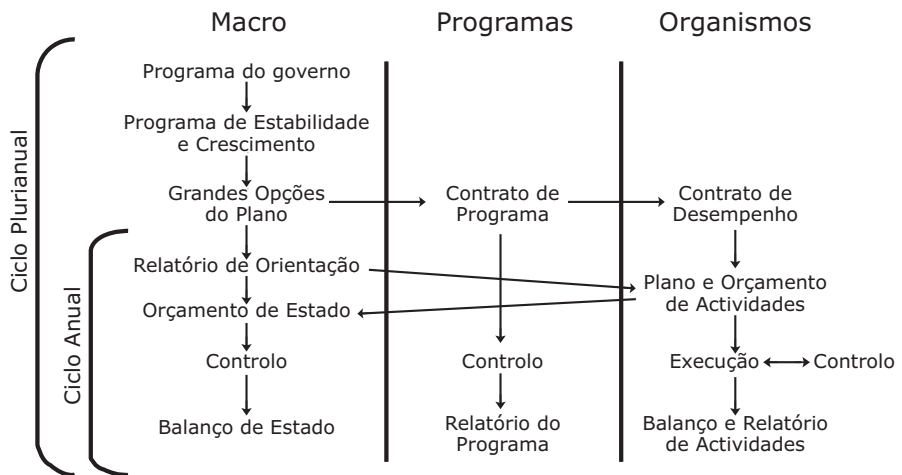 Macro
Programas
Organismos
Ciclo Plurianual
Ciclo Anual
Programa do governo
Programa de Estabilidade
e Crescimento
Grandes Opções
do Plano
Contrato de
Programa
Contrato de
Desempenho
Relatório de Orientação
Plano e Orçamento
de Actividades
Orçamento de Estado
Controlo
Controlo
Execução
Controlo
Balanço de Estado
Relatório do
Programa
Balanço e Relatório
de Actividades